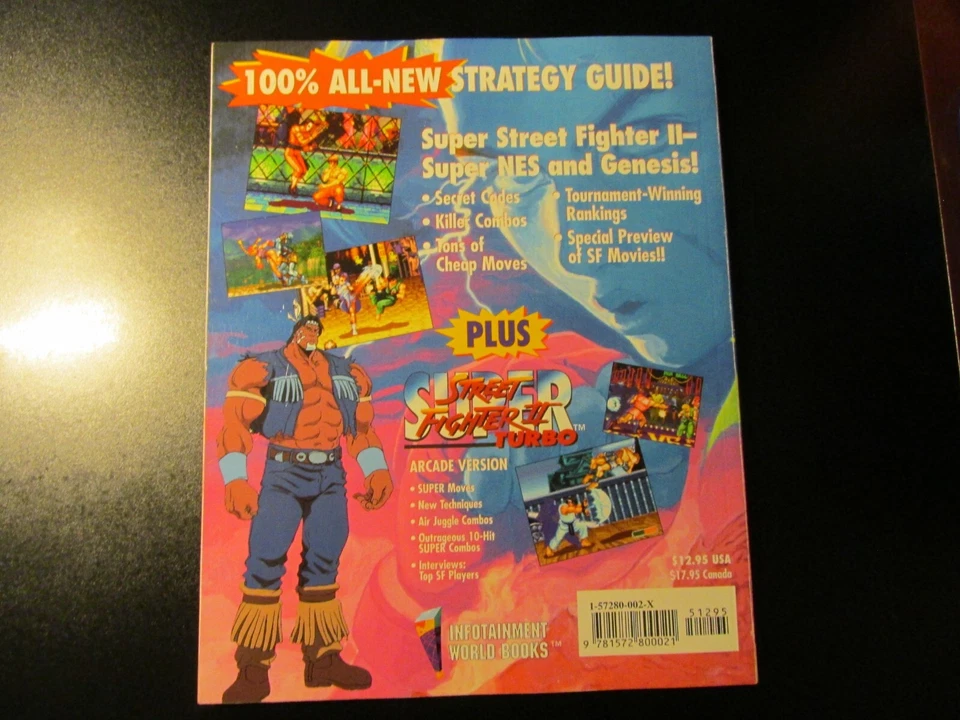 100% ALL-NEW STRATEGY GUIDE!
Super Street Fighter II–
Super NES and Genesis!
• Secret Codes
• Killer Combos
• Tons of
Cheap Moves
• Tournament-Winning
Rankings
• Special Preview
of SF Movies!!
PLUS
SUPER
STREET
FIGHTER II
TURBO™
ARCADE VERSION
• SUPER Moves
• New Techniques
• Air Juggle Combos
• Outrageous 10-Hit
SUPER Combos
• Interviews:
Top SF Players
$12.95 USA
$17.95 Canada
INFOTAINMENT
WORLD BOOKS™
1-57280-002-X
51295
9 781572 800021